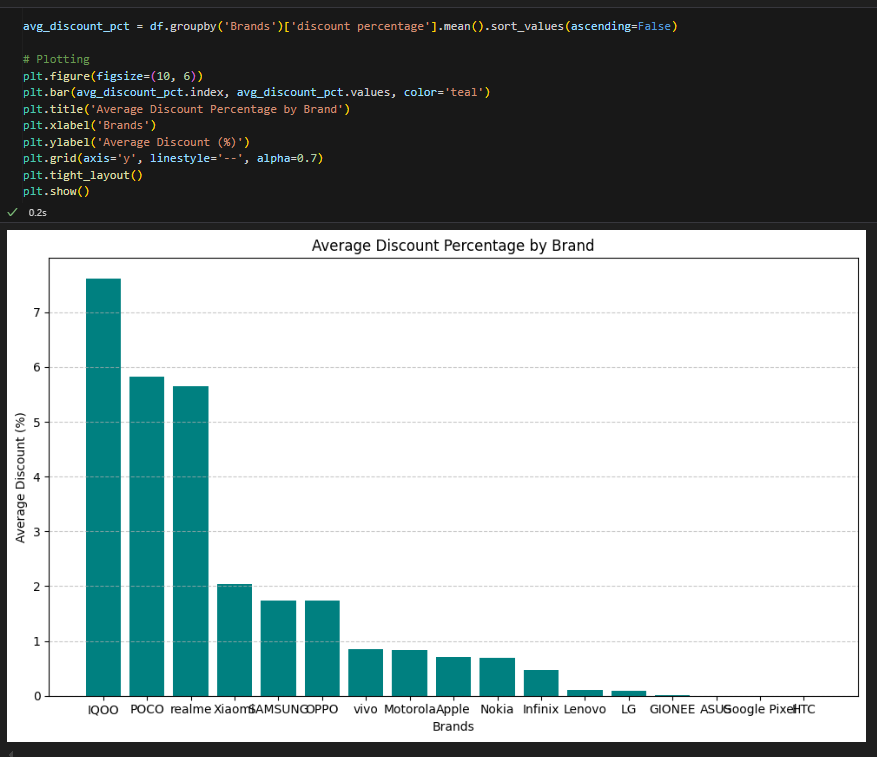 avg_discount_pct = df.groupby('Brands')['discount percentage'].mean().sort_values(ascending=False)
# Plotting
plt.figure(figsize=(10, 6))
plt.bar(avg_discount_pct.index, avg_discount_pct.values, color='teal')
plt.title('Average Discount Percentage by Brand')
plt.xlabel('Brands')
plt.ylabel('Average Discount (%)')
plt.grid(axis='y', linestyle='--', alpha=0.7)
plt.tight_layout()
plt.show()
0.2s
Average Discount Percentage by Brand
Average Discount (%)
7
6
5
4
3
2
1
0
IQOO POCO realme Xiaomi SAMSUNG OPPO vivo Motorola Apple Nokia Infinix Lenovo LG GIONEE ASUS Google Pixel HTC
Brands